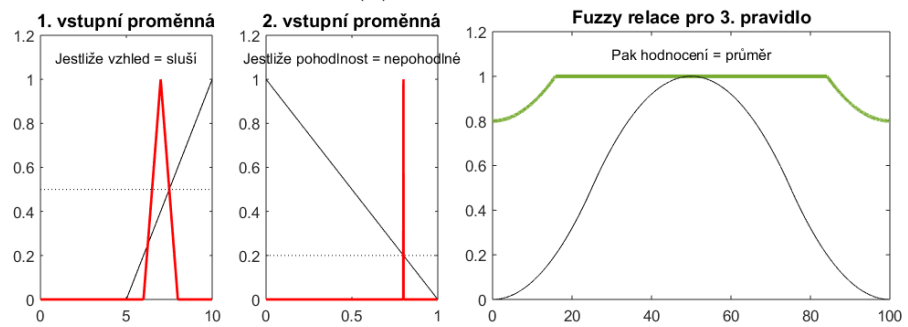 1. vstupní proměnná
Jestliže vzhled = sluší
1.2
1
0.8
0.6
0.4
0.2
0
0 5 10
2. vstupní proměnná
Jestliže pohodlnost = nepohodlné
1.2
1
0.8
0.6
0.4
0.2
0
0 0.5 1
Fuzzy relace pro 3. pravidlo
Pak hodnocení = průměr
1.2
1
0.8
0.6
0.4
0.2
0
0 20 40 60 80 100